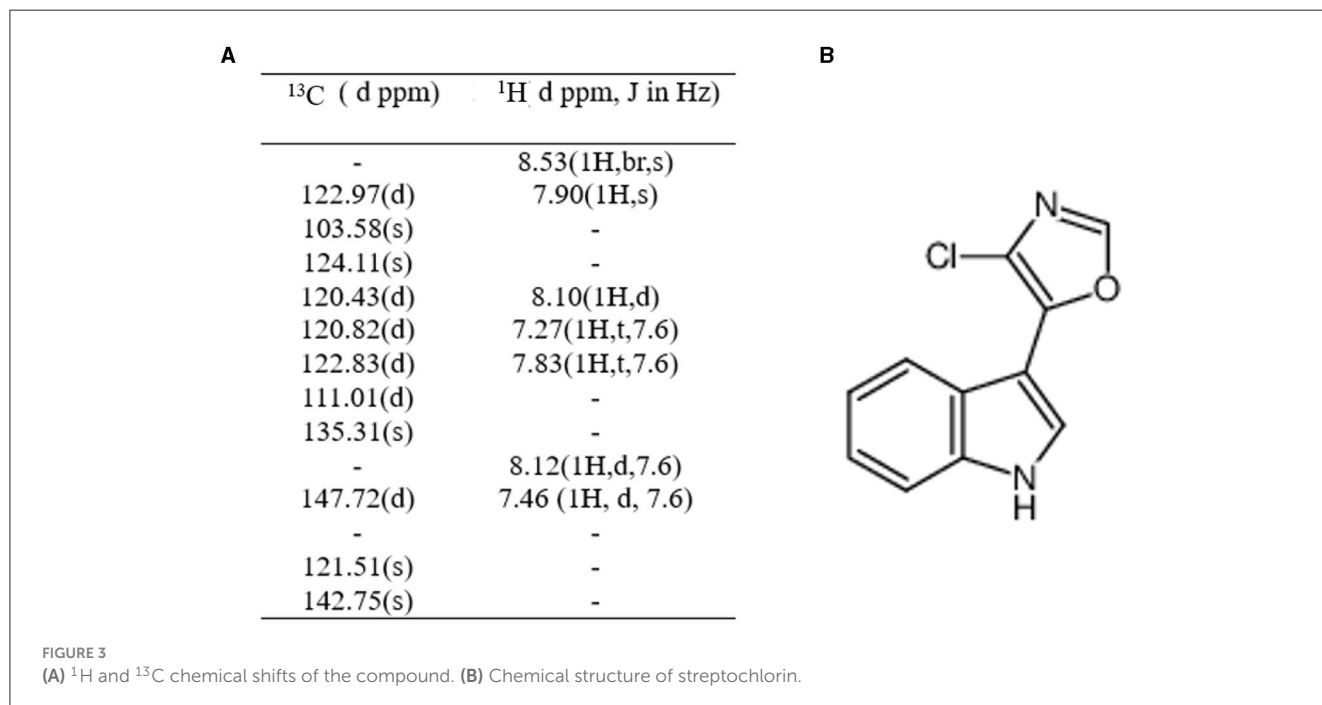 A
B
¹³C ( d ppm) ¹H d ppm, J in Hz)
- 8.53(1H,br,s)
122.97(d) 7.90(1H,s)
103.58(s) -
124.11(s) -
120.43(d) 8.10(1H,d)
120.82(d) 7.27(1H,t,7.6)
122.83(d) 7.83(1H,t,7.6)
111.01(d) -
135.31(s) -
- 8.12(1H,d,7.6)
147.72(d) 7.46 (1H, d, 7.6)
- -
121.51(s) -
142.75(s) -
N
Cl
O
N
H
FIGURE 3
(A) ¹H and ¹³C chemical shifts of the compound. (B) Chemical structure of streptochlorin.